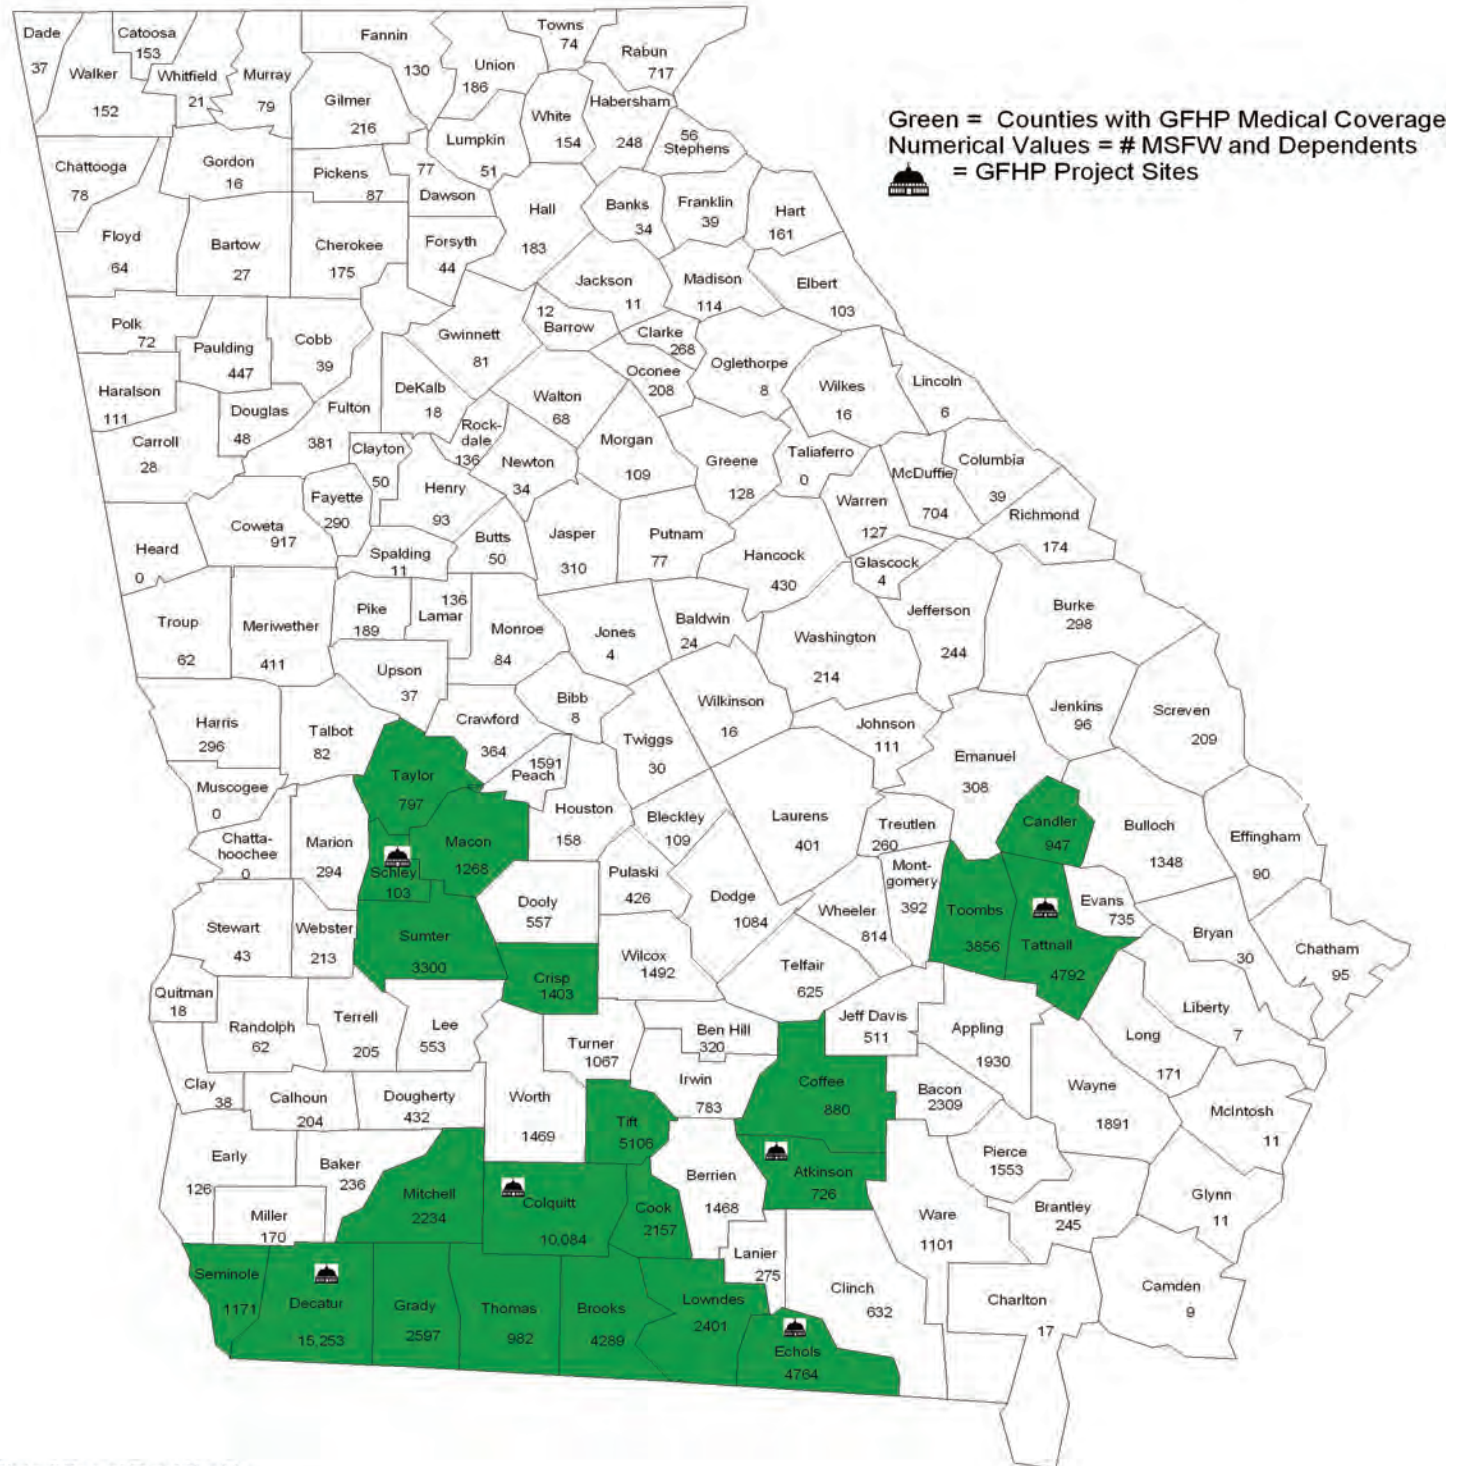 Green = Counties with GFHP Medical Coverage
Numerical Values = # MSFW and Dependents
= GFHP Project Sites
Dade
37
Walker
152
Catoosa
153
Whitfield
21
Murray
79
Fannin
130
Gilmer
216
Union
186
Towns
74
Rabun
717
White
154
Habersham
248
56
Stephens
Lumpkin
51
Chattooga
78
Gordon
16
Pickens
87
77
Dawson
Hall
183
Banks
34
Franklin
39
Hart
161
Floyd
64
Bartow
27
Cherokee
175
Forsyth
44
Jackson
11
Madison
114
Elbert
103
Polk
72
Paulding
447
Cobb
39
Gwinnett
81
12
Barrow
Clarke
268
Oconee
208
Oglethorpe
8
Wilkes
16
Lincoln
6
Haralson
111
Douglas
48
Fulton
381
DeKalb
18
Rock-
dale
136
Walton
68
Morgan
109
Greene
128
Taliaferro
0
McDuffie
704
Columbia
39
Carroll
28
Clayton
50
Newton
34
Henry
93
Fayette
290
Warren
127
Richmond
174
Coweta
917
Heard
0
Spalding
11
Butts
50
Jasper
310
Putnam
77
Hancock
430
Glascock
4
Jefferson
244
Burke
298
Troup
62
Meriwether
411
Pike
189
136
Lamar
Monroe
84
Jones
4
Baldwin
24
Washington
214
Upson
37
Bibb
8
Wilkinson
16
Jenkins
96
Screven
209
Harris
296
Talbot
82
Crawford
364
1591
Peach
Twiggs
30
Johnson
111
Emanuel
308
Taylor
797
Muscogee
0
Houston
158
Bleckley
109
Laurens
401
Treutlen
260
Candler
947
Bulloch
1348
Effingham
90
Chatta-
hoochee
0
Marion
294
Macon
1268
Schley
103
Pulaski
426
Dodge
1084
Mont-
gomery
392
Wheeler
814
Toombs
3856
Tattnall
4792
Evans
735
Bryan
30
Chatham
95
Stewart
43
Webster
213
Sumter
3300
Dooly
557
Crisp
1403
Wilcox
1492
Telfair
625
Liberty
7
Quitman
18
Randolph
62
Terrell
205
Lee
553
Turner
1067
Ben Hill
320
Jeff Davis
511
Appling
1930
Long
171
Clay
38
Calhoun
204
Dougherty
432
Worth
1469
Tift
5106
Irwin
783
Coffee
880
Bacon
2309
Wayne
1891
McIntosh
11
Early
126
Baker
236
Miller
170
Mitchell
2234
Colquitt
10,084
Cook
2157
Berrien
1468
Atkinson
726
Pierce
1553
Ware
1101
Brantley
245
Glynn
11
Seminole
1171
Decatur
15,253
Grady
2597
Thomas
982
Brooks
4289
Lowndes
2401
Lanier
275
Echols
4764
Clinch
632
Charlton
17
Camden
9